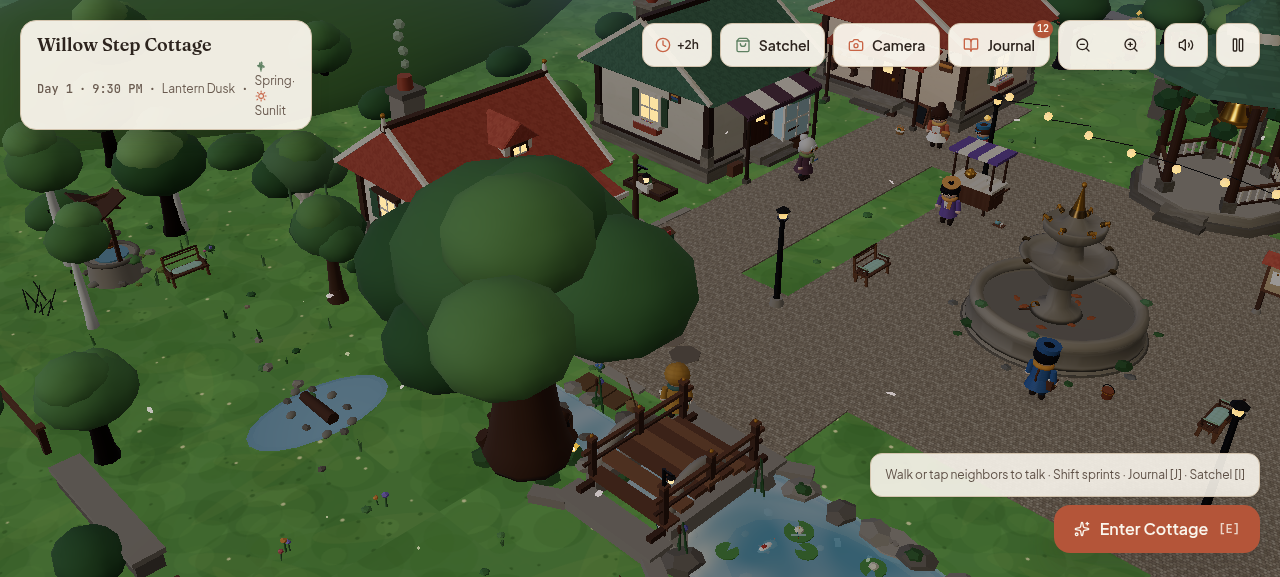 Willow Step Cottage
Day 1 · 9:30 PM · Lantern Dusk · Spring · Sunlit
+2h
Satchel
Camera
Journal
12
Walk or tap neighbors to talk · Shift sprints · Journal [J] · Satchel [I]
Enter Cottage [E]